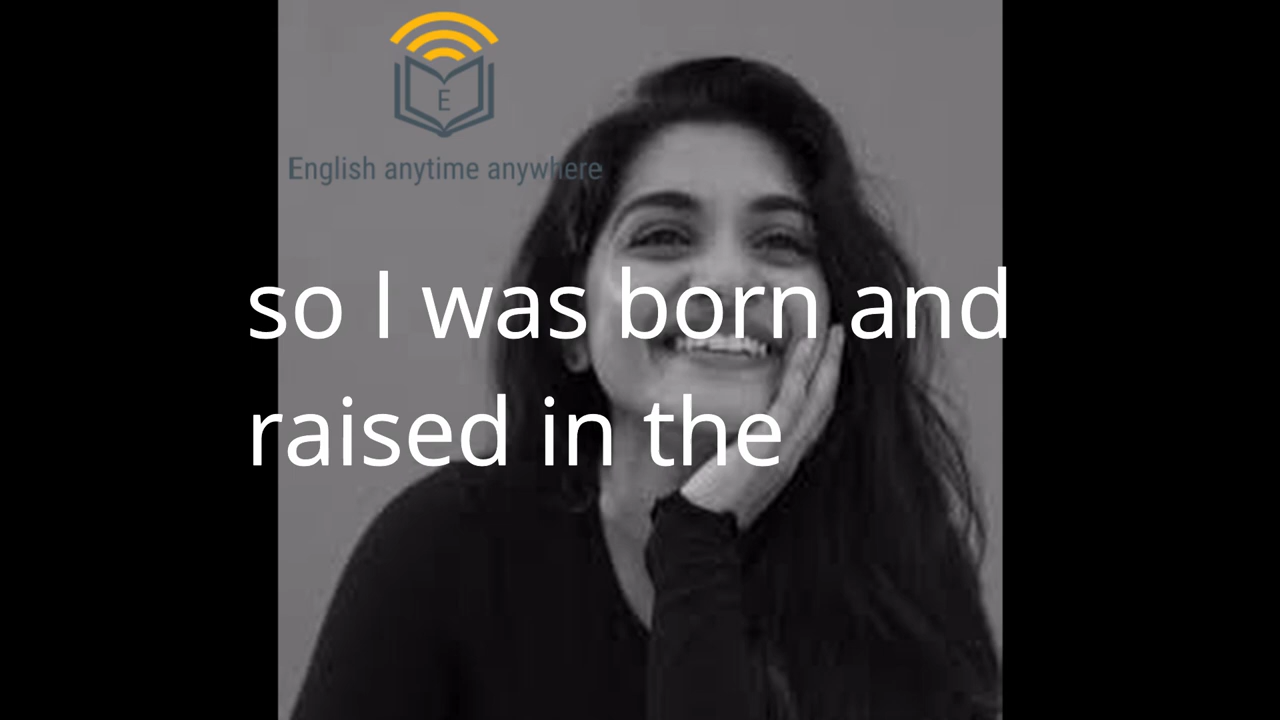 E
English anytime anywhere
so I was born and
raised in the